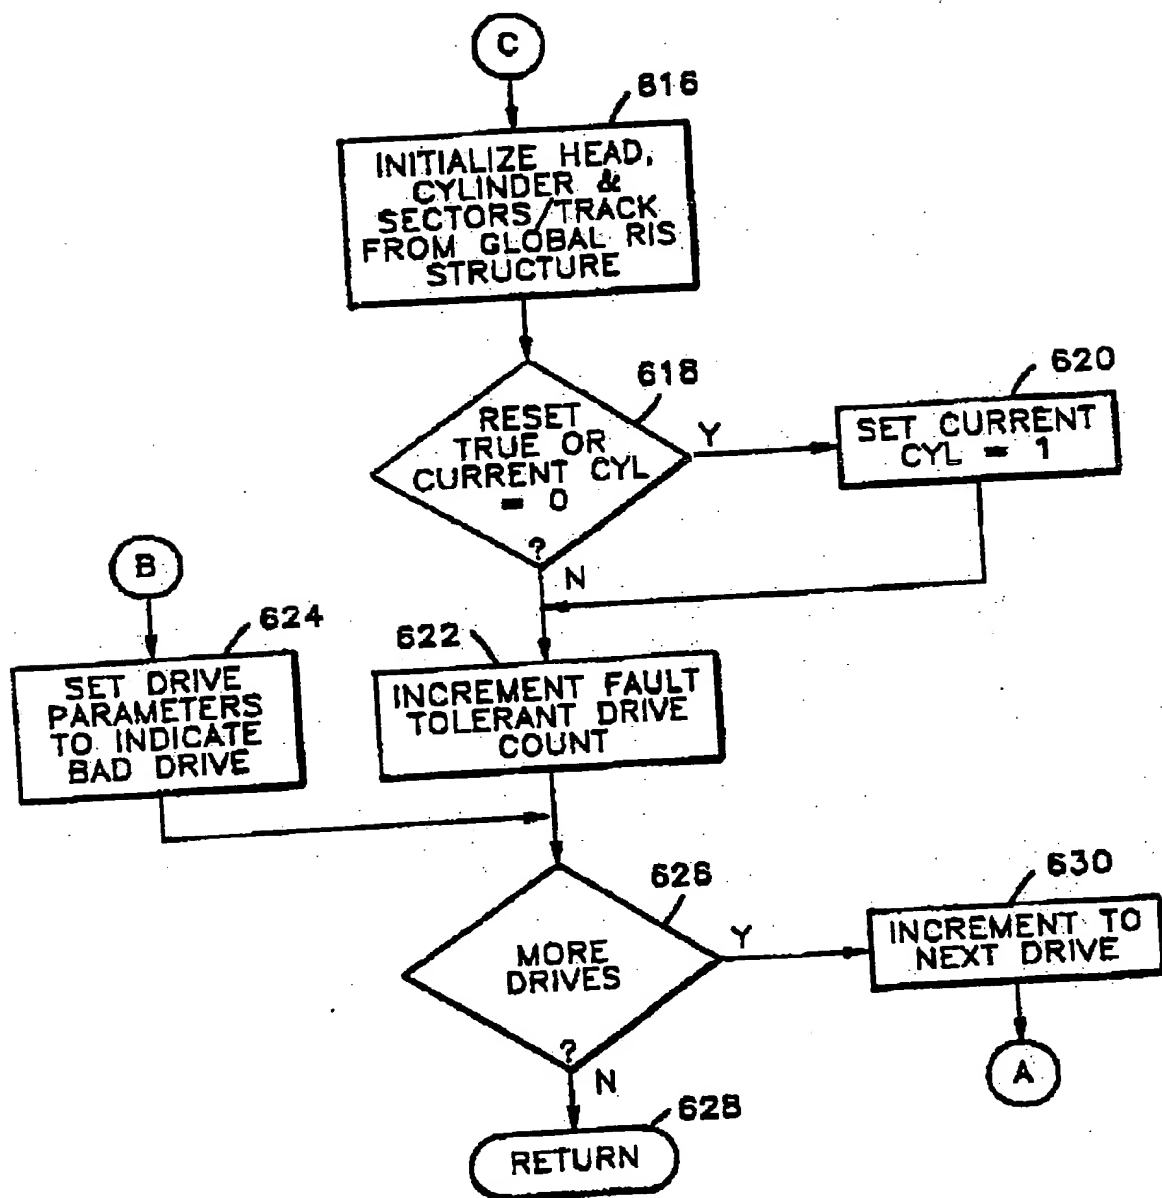 C
616
INITIALIZE HEAD,
CYLINDER &
SECTORS/TRACK
FROM GLOBAL RIS
STRUCTURE
618
RESET
TRUE OR
CURRENT CYL
= 0
?
Y
N
620
SET CURRENT
CYL = 1
B
624
SET DRIVE
PARAMETERS
TO INDICATE
BAD DRIVE
622
INCREMENT FAULT
TOLERANT DRIVE
COUNT
626
MORE
DRIVES
?
Y
N
630
INCREMENT TO
NEXT DRIVE
A
628
RETURN